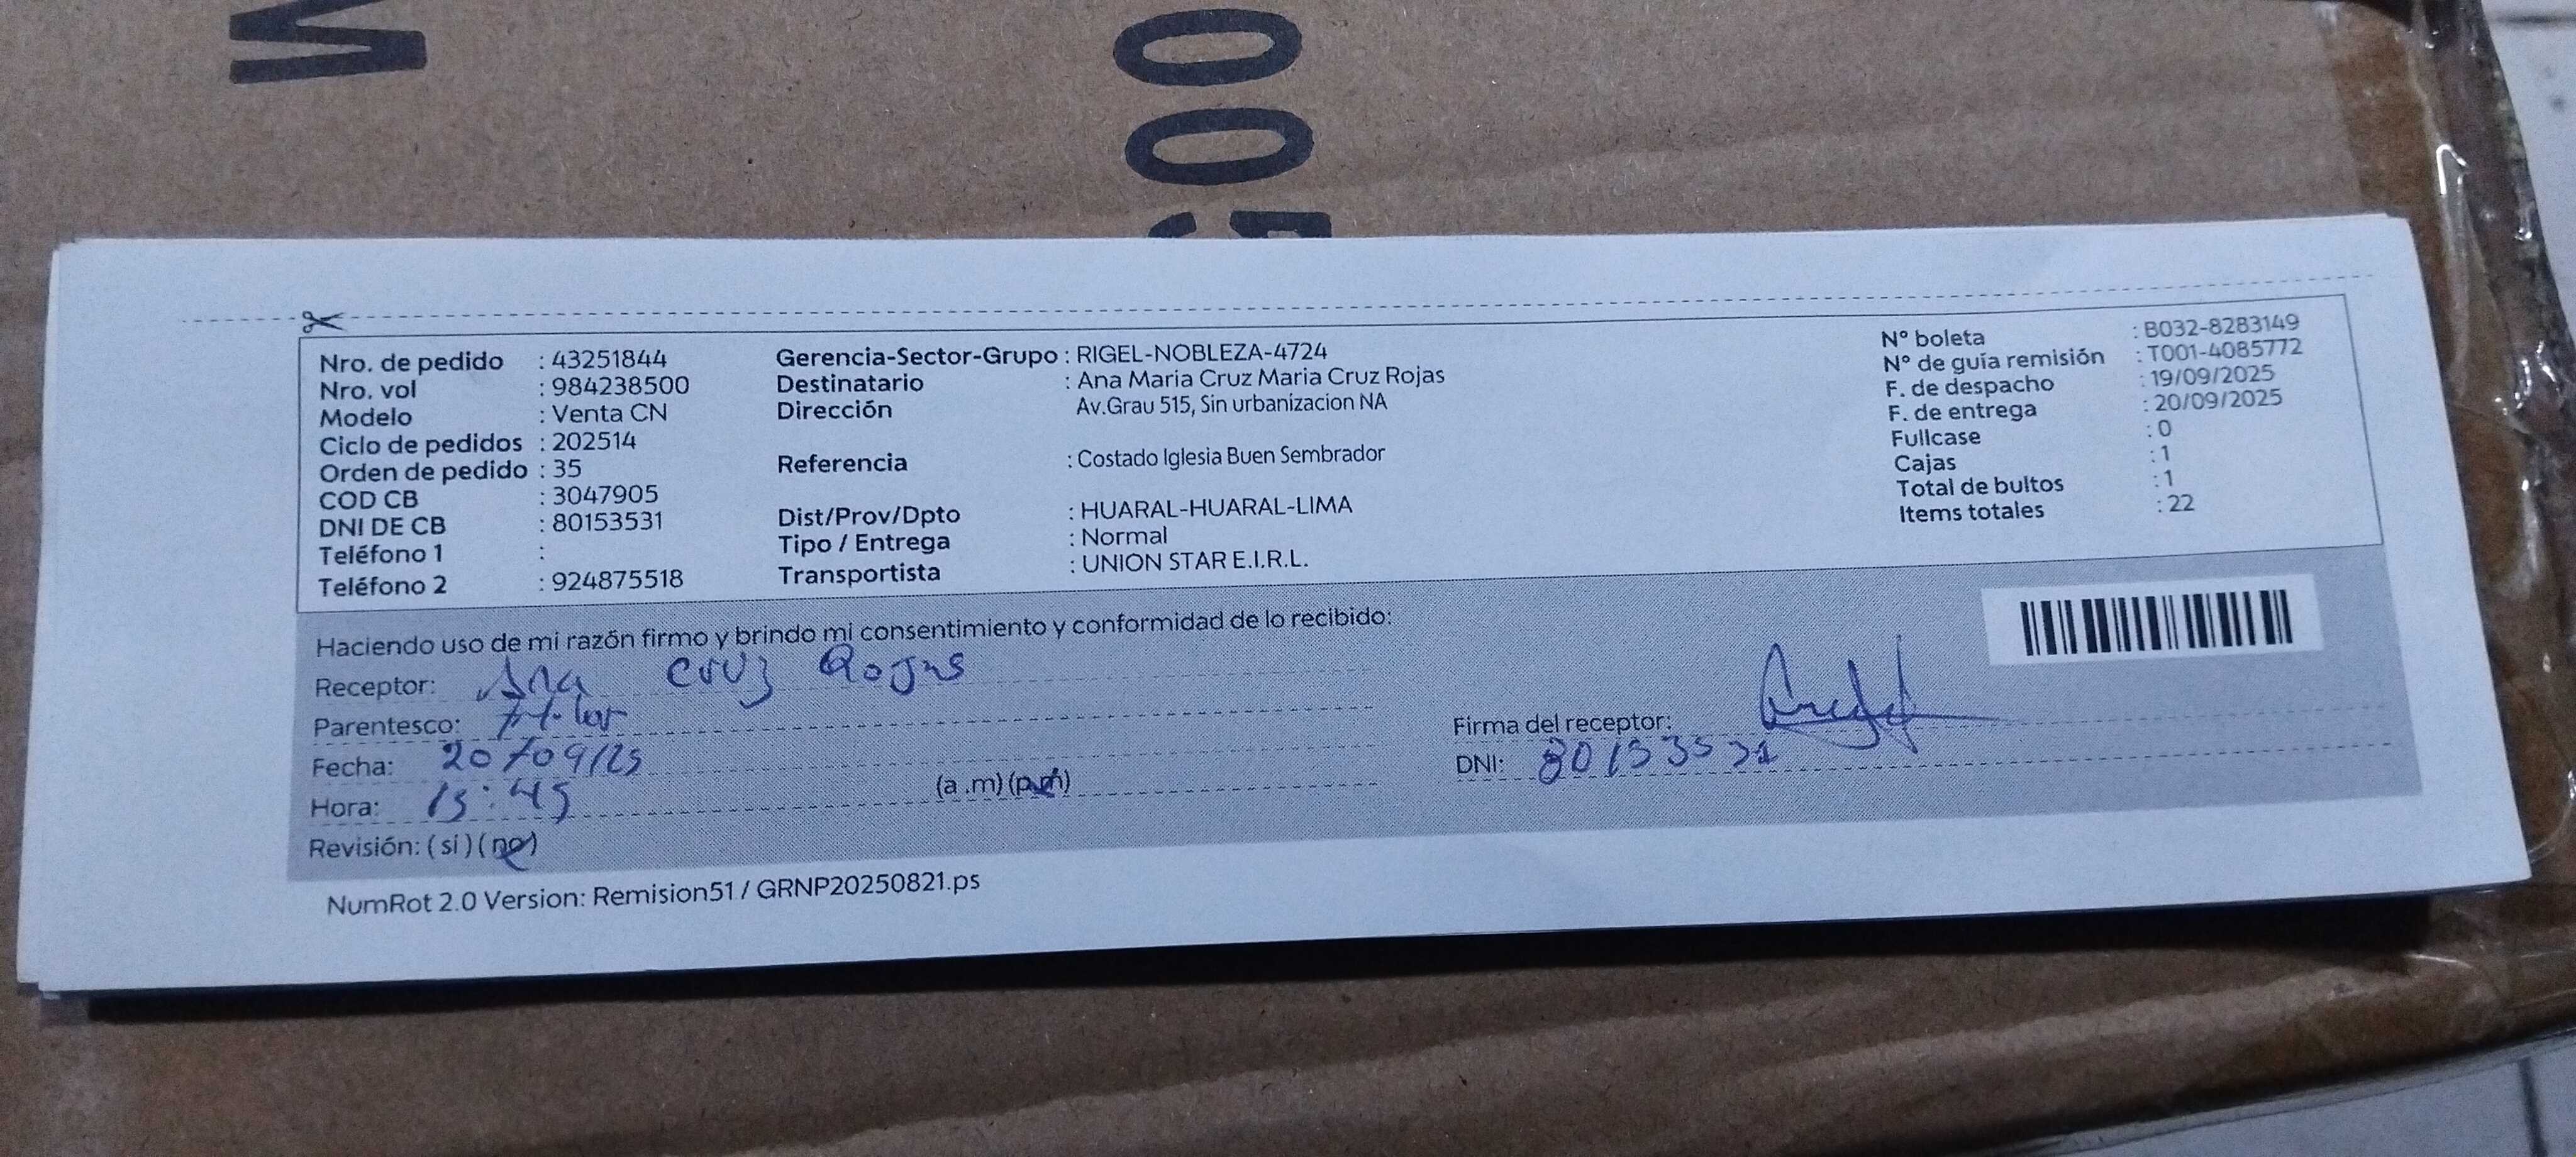 Nro. de pedido : 43251844
Nro. vol : 984238500
Modelo : Venta CN
Ciclo de pedidos : 202514
Orden de pedido : 35
COD CB : 3047905
DNI DE CB : 80153531
Teléfono 1 :
Teléfono 2 : 924875518
Gerencia-Sector-Grupo : RIGEL-NOBLEZA-4724
Destinatario : Ana Maria Cruz Maria Cruz Rojas
Dirección Av.Grau 515, Sin urbanizacion NA
Referencia : Costado Iglesia Buen Sembrador
Dist/Prov/Dpto : HUARAL-HUARAL-LIMA
Tipo / Entrega : Normal
Transportista : UNION STAR E.I.R.L.
N° boleta : B032-8283149
N° de guía remisión : T001-4085772
F. de despacho : 19/09/2025
F. de entrega : 20/09/2025
Fullcase : 0
Cajas : 1
Total de bultos : 1
Items totales : 22
Haciendo uso de mi razón firmo y brindo mi consentimiento y conformidad de lo recibido:
Receptor: Ana Cruz Rojas
Parentesco: titular
Fecha: 20/09/25
Hora: 15:45 (a .m) (p.m)
Revisión: (si) (no)
Firma del receptor:
DNI: 80153531
NumRot 2.0 Version: Remision51 / GRNP20250821.ps